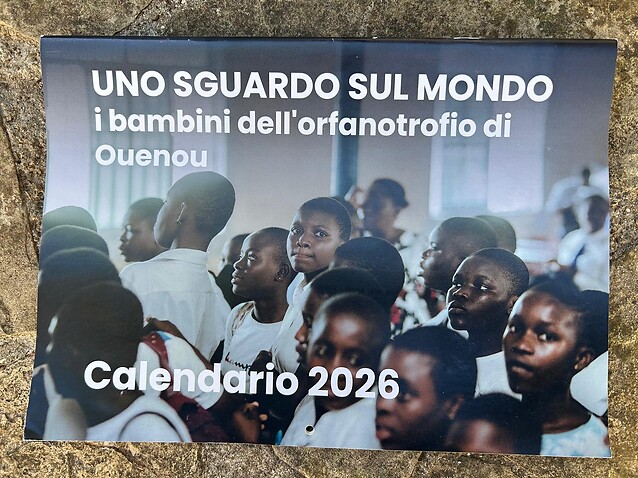 UNO SGUARDO SUL MONDO
i bambini dell'orfanotrofio di
Ouenou
Calendario 2026